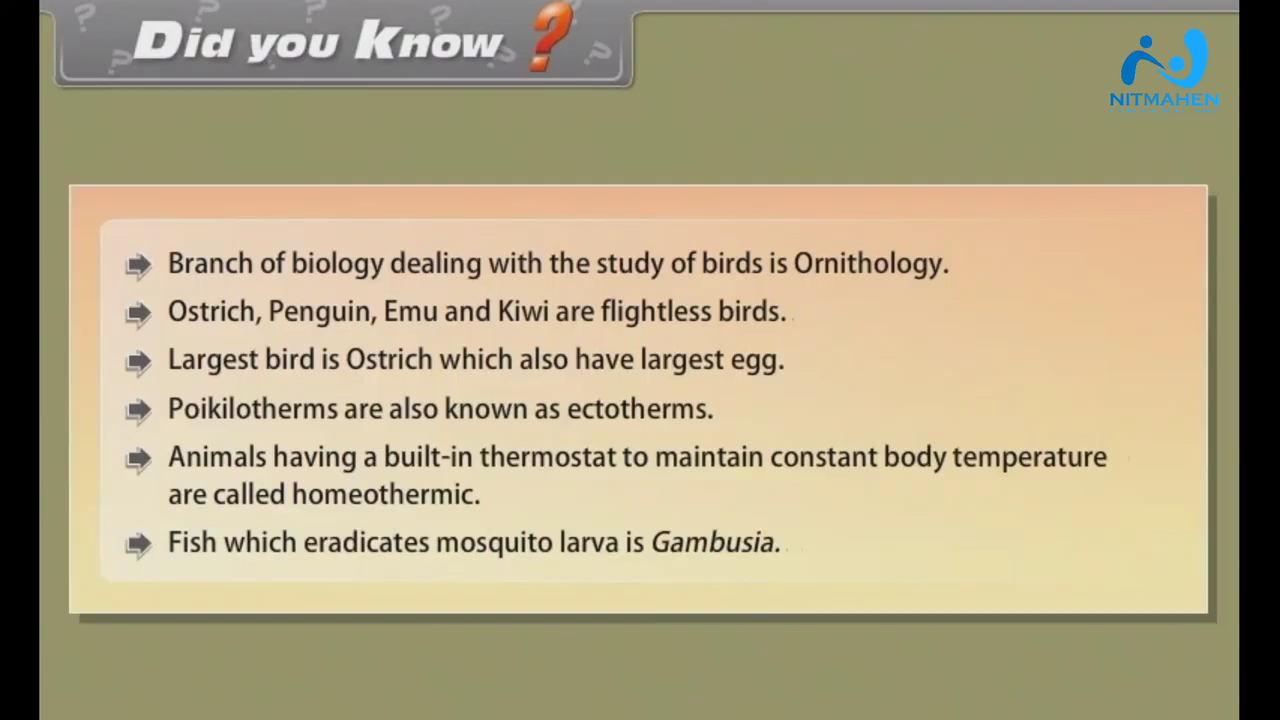 Did you Know ?
NITMAHEN
Branch of biology dealing with the study of birds is Ornithology.
Ostrich, Penguin, Emu and Kiwi are flightless birds.
Largest bird is Ostrich which also have largest egg.
Poikilotherms are also known as ectotherms.
Animals having a built-in thermostat to maintain constant body temperature
are called homeothermic.
Fish which eradicates mosquito larva is Gambusia.